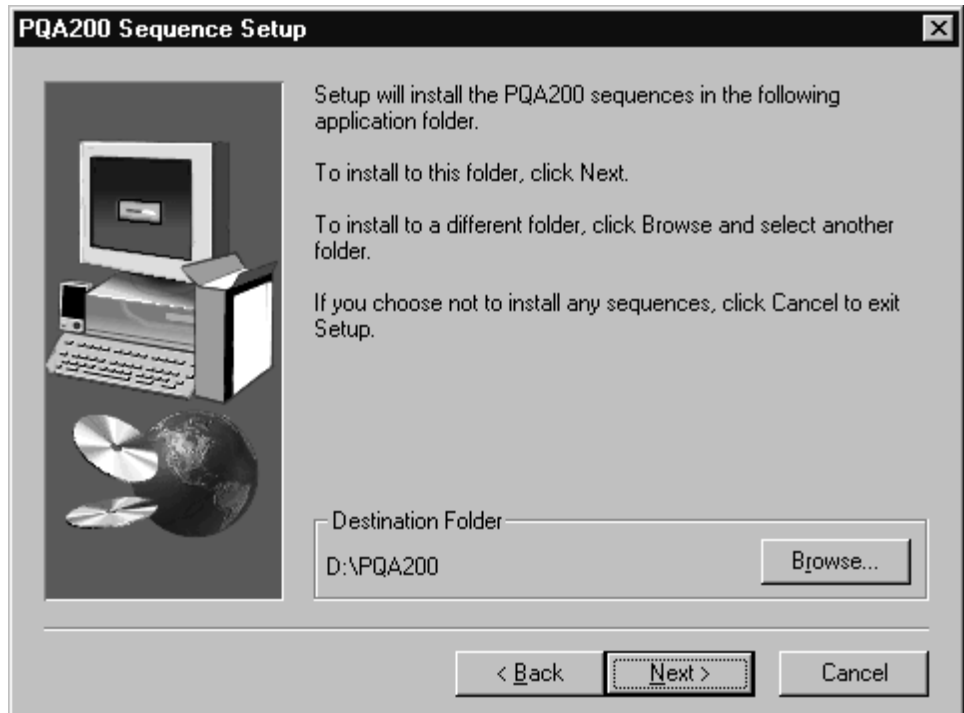 PQA200 Sequence Setup
Setup will install the PQA200 sequences in the following
application folder.
To install to this folder, click Next.
To install to a different folder, click Browse and select another
folder.
If you choose not to install any sequences, click Cancel to exit
Setup.
Destination Folder
D:\PQA200
Browse...
< Back
Next >
Cancel